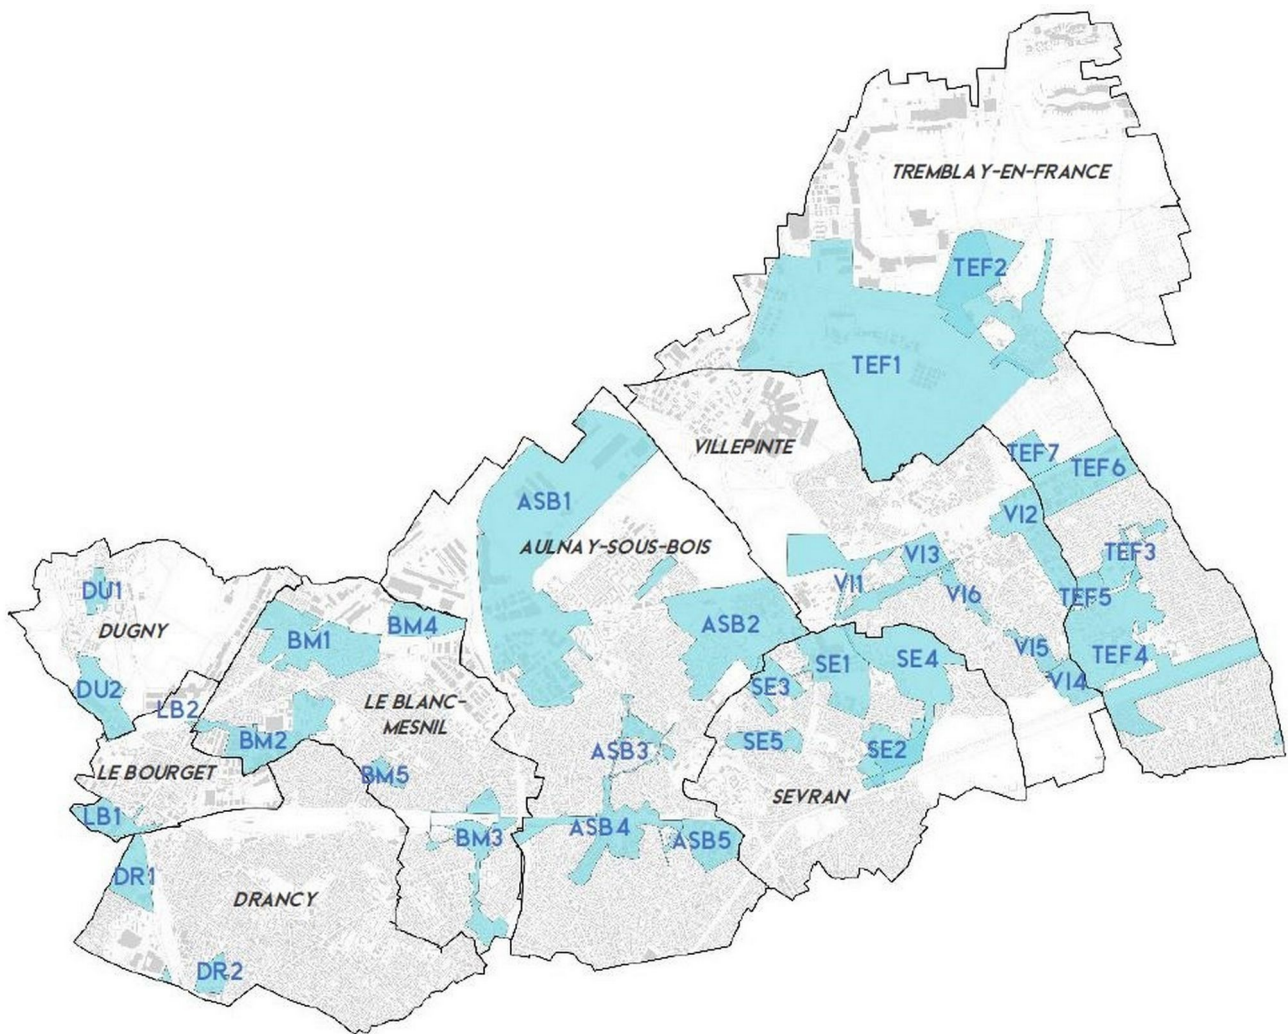 TREMBLAY-EN-FRANCE
TEF2
TEF1
VILLEPINTE
TEF7
TEF6
ASB1
VI2
AULNAY-SOUS-BOIS
VI3
TEF3
DU1
VI1
VI6
TEF5
DUGNY
BM1
BM4
ASB2
VI5
TEF4
SE1
SE4
DU2
SE3
VI4
LB2
LE BLANC-
MESNIL
BM2
ASB3
SE5
SE2
LE BOURGET
BM5
SEVRAN
LB1
BM3
ASB4
ASB5
DR1
DRANCY
DR2